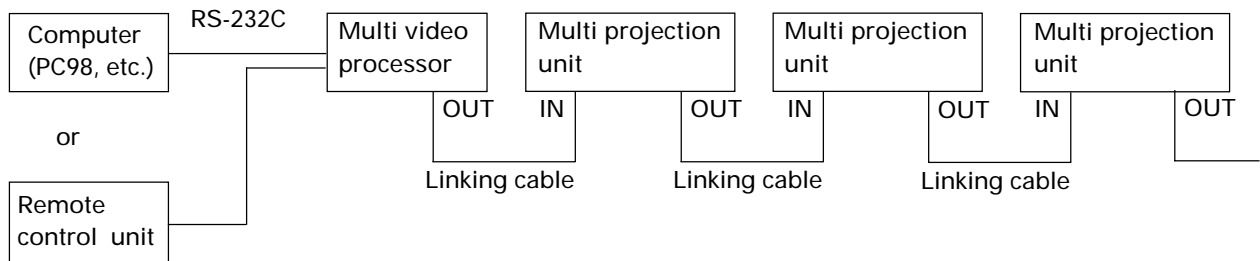 RS-232C
Computer
(PC98, etc.)
Multi video
processor
Multi projection
unit
Multi projection
unit
Multi projection
unit
OUT
IN
OUT
IN
OUT
IN
OUT
or
Linking cable
Linking cable
Linking cable
Remote
control unit